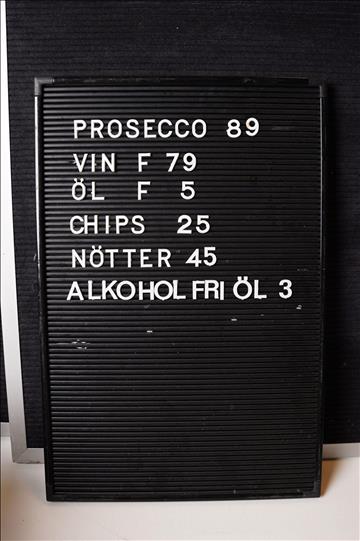 PROSECCO 89
VIN F 79
ÖL F 5
CHIPS 25
NÖTTER 45
ALKOHOLFRI ÖL 3